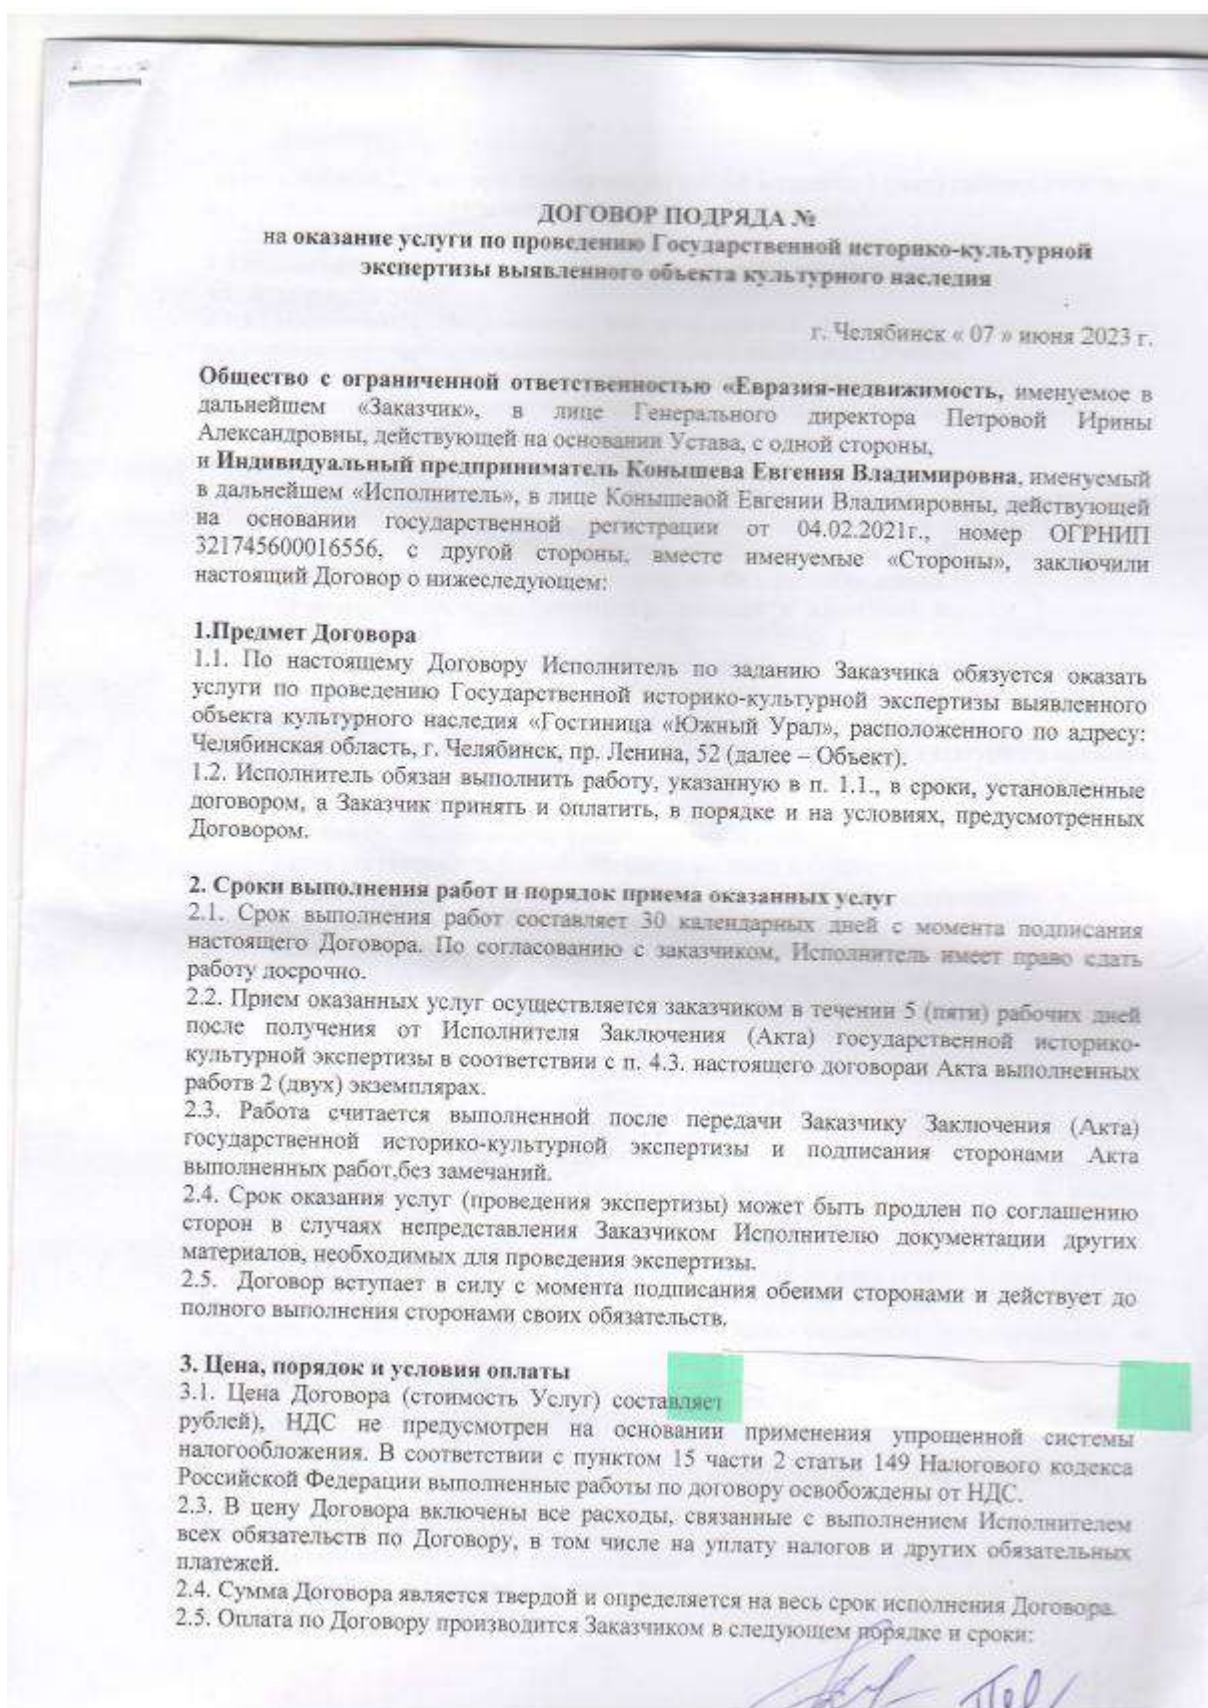 ДОГОВОР ПОДРЯДА №
на оказание услуги по проведению Государственной историко-культурной
экспертизы выявленного объекта культурного наследия
г. Челябинск « 07 » июня 2023 г.
Общество с ограниченной ответственностью «Евразия-недвижимость, именуемое в
дальнейшем «Заказчик», в лице Генерального директора Петровой Ирины
Александровны, действующей на основании Устава, с одной стороны,
и Индивидуальный предприниматель Конышева Евгения Владимировна, именуемый
в дальнейшем «Исполнитель», в лице Конышевой Евгении Владимировны, действующей
на основании государственной регистрации от 04.02.2021г., номер ОГРНИП
321745600016556, с другой стороны, вместе именуемые «Стороны», заключили
настоящий Договор о нижеследующем:
1.Предмет Договора
1.1. По настоящему Договору Исполнитель по заданию Заказчика обязуется оказать
услуги по проведению Государственной историко-культурной экспертизы выявленного
объекта культурного наследия «Гостиница «Южный Урал», расположенного по адресу:
Челябинская область, г. Челябинск, пр. Ленина, 52 (далее – Объект).
1.2. Исполнитель обязан выполнить работу, указанную в п. 1.1., в сроки, установленные
договором, а Заказчик принять и оплатить, в порядке и на условиях, предусмотренных
Договором.
2. Сроки выполнения работ и порядок приема оказанных услуг
2.1. Срок выполнения работ составляет 30 календарных дней с момента подписания
настоящего Договора. По согласованию с заказчиком, Исполнитель имеет право сдать
работу досрочно.
2.2. Прием оказанных услуг осуществляется заказчиком в течении 5 (пяти) рабочих дней
после получения от Исполнителя Заключения (Акта) государственной историко-
культурной экспертизы в соответствии с п. 4.3. настоящего договораи Акта выполненных
работв 2 (двух) экземплярах.
2.3. Работа считается выполненной после передачи Заказчику Заключения (Акта)
государственной историко-культурной экспертизы и подписания сторонами Акта
выполненных работ,без замечаний.
2.4. Срок оказания услуг (проведения экспертизы) может быть продлен по соглашению
сторон в случаях непредставления Заказчиком Исполнителю документации других
материалов, необходимых для проведения экспертизы.
2.5. Договор вступает в силу с момента подписания обеими сторонами и действует до
полного выполнения сторонами своих обязательств.
3. Цена, порядок и условия оплаты
3.1. Цена Договора (стоимость Услуг) составляет
рублей), НДС не предусмотрен на основании применения упрощенной системы
налогообложения. В соответствии с пунктом 15 части 2 статьи 149 Налогового кодекса
Российской Федерации выполненные работы по договору освобождены от НДС.
2.3. В цену Договора включены все расходы, связанные с выполнением Исполнителем
всех обязательств по Договору, в том числе на уплату налогов и других обязательных
платежей.
2.4. Сумма Договора является твердой и определяется на весь срок исполнения Договора.
2.5. Оплата по Договору производится Заказчиком в следующем порядке и сроки: